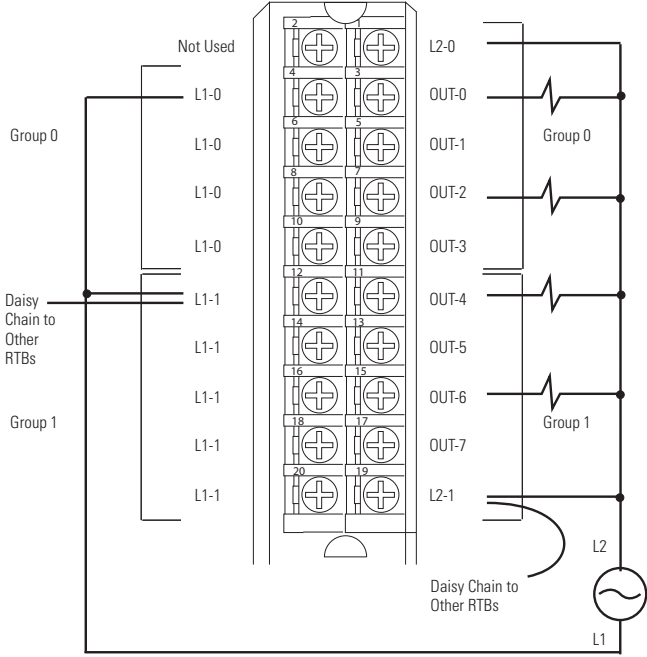 2 1
Not Used L2-0
4 3
L1-0 OUT-0
Group 0 Group 0
6 5
L1-0 OUT-1
8 7
L1-0 OUT-2
10 9
L1-0 OUT-3
12 11
L1-1 OUT-4
Daisy
Chain to
Other
RTBs
14 13
L1-1 OUT-5
16 15
L1-1 OUT-6
Group 1 Group 1
18 17
L1-1 OUT-7
20 19
L1-1 L2-1
L2
Daisy Chain to
Other RTBs
L1